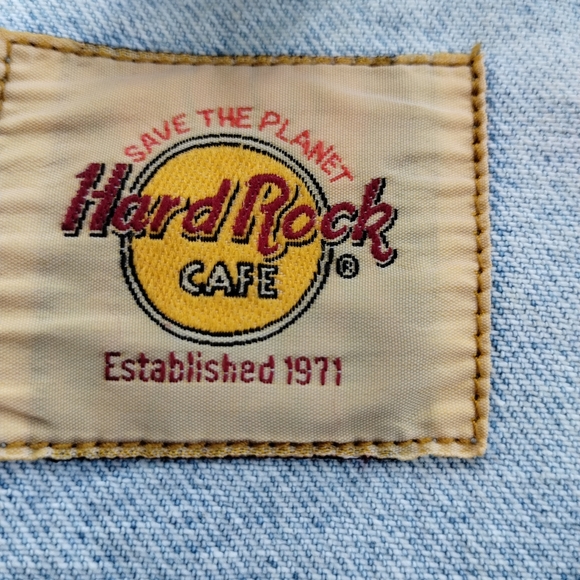 SAVE THE PLANET
Hard Rock
CAFE ®
Established 1971